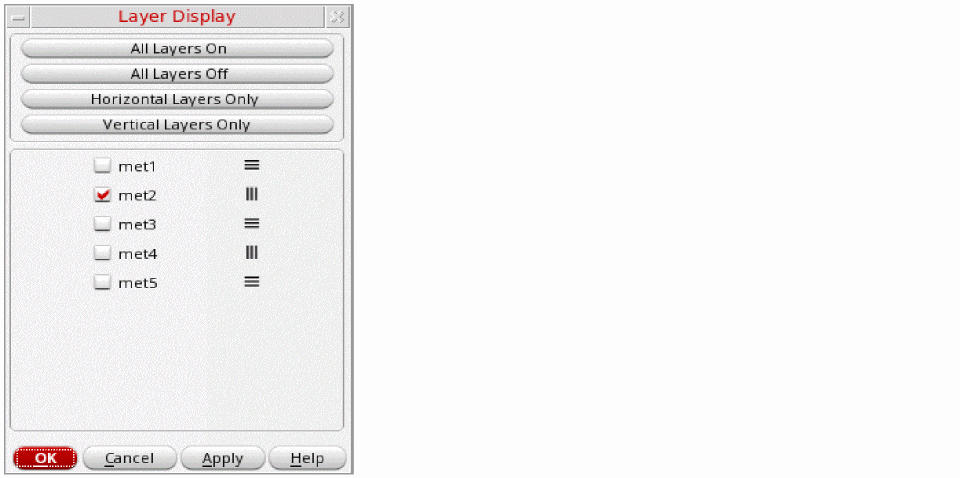 Layer Display
All Layers On
All Layers Off
Horizontal Layers Only
Vertical Layers Only
met1
met2
met3
met4
met5
OK Cancel Apply Help